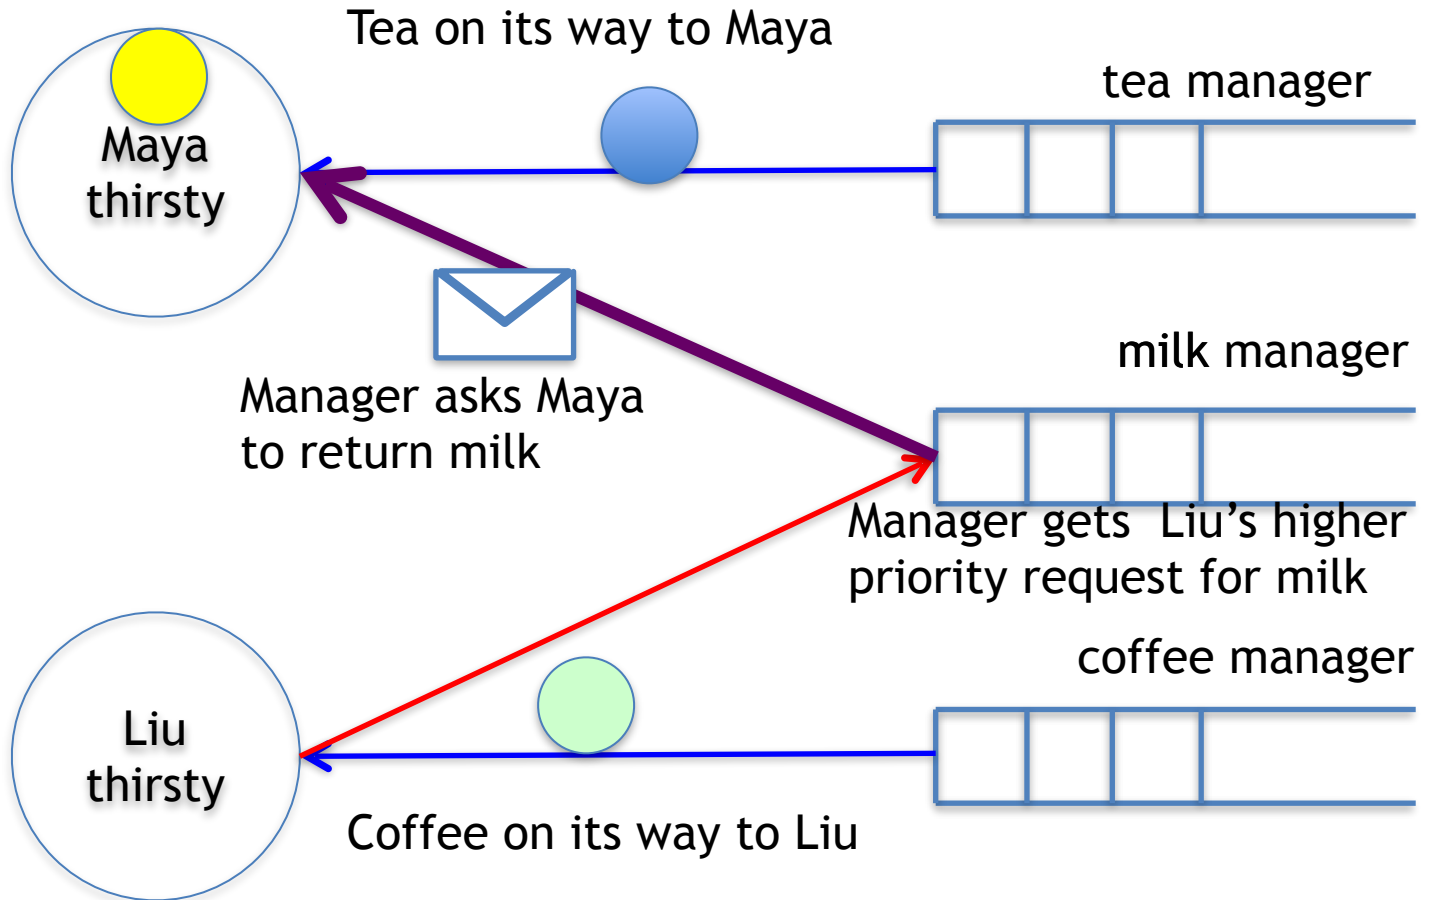 Tea on its way to Maya
tea manager
Maya
thirsty
milk manager
Manager asks Maya
to return milk
Manager gets  Liu’s higher
priority request for milk
coffee manager
Liu
thirsty
Coffee on its way to Liu